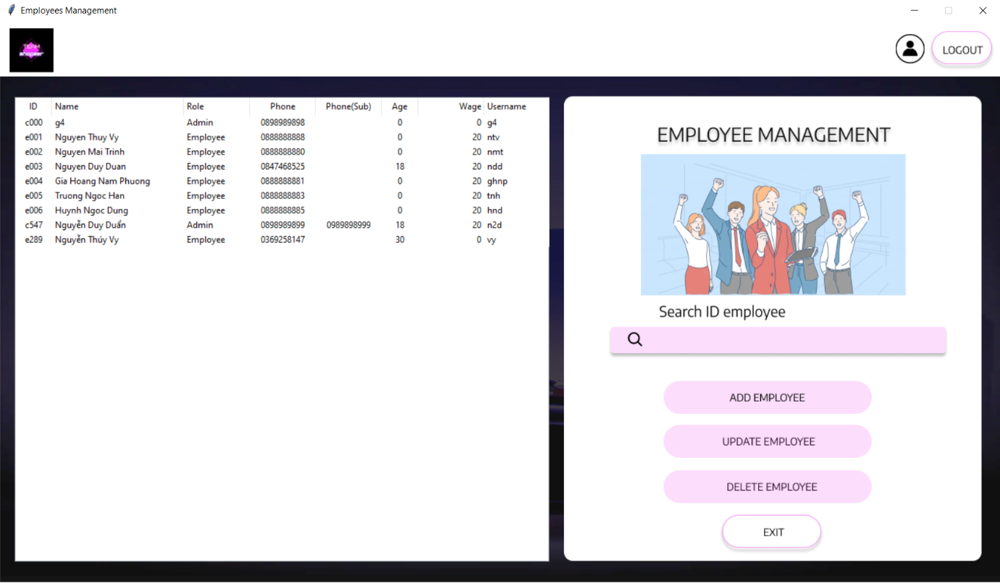 Employees Management
TEAM
shopeer
LOGOUT
ID Name Role Phone Phone(Sub) Age Wage Username
c000 g4 Admin 0898989898 0 0 g4
e001 Nguyen Thuy Vy Employee 0888888888 0 20 ntv
e002 Nguyen Mai Trinh Employee 0888888880 0 20 nmt
e003 Nguyen Duy Duan Employee 0847468525 18 20 ndd
e004 Gia Hoang Nam Phuong Employee 0888888881 0 20 ghnp
e005 Truong Ngoc Han Employee 0888888883 0 20 tnh
e006 Huynh Ngoc Dung Employee 0888888885 0 20 hnd
c547 Nguyễn Duy Duẩn Admin 0898989899 0989898999 18 20 n2d
e289 Nguyễn Thúy Vy Employee 0369258147 30 0 vy
EMPLOYEE MANAGEMENT
Search ID employee
ADD EMPLOYEE
UPDATE EMPLOYEE
DELETE EMPLOYEE
EXIT